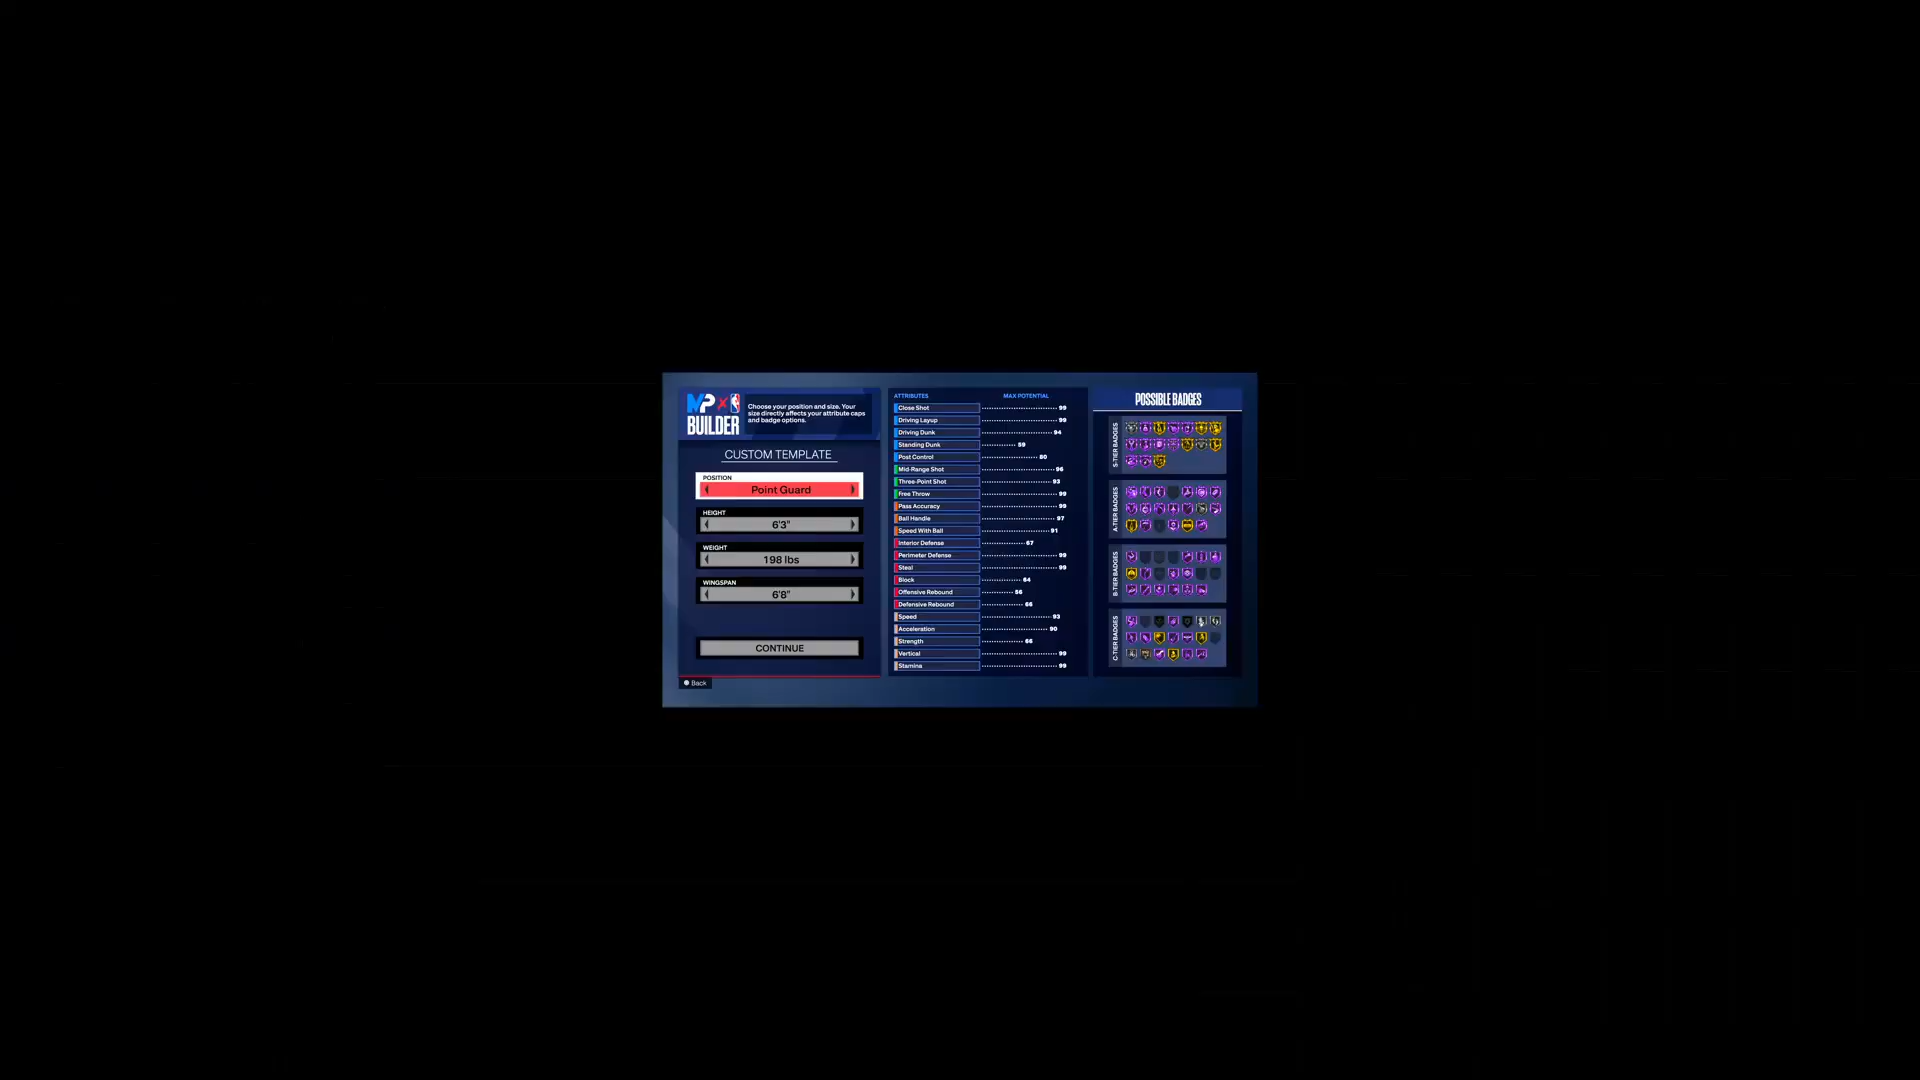 MP
BUILDER
Choose your position and size. Your
size directly affects your attribute caps
and badge options.
CUSTOM TEMPLATE
POSITION
Point Guard
HEIGHT
6'3"
WEIGHT
198 lbs
WINGSPAN
6'8"
CONTINUE
Back
ATTRIBUTES MAX POTENTIAL
Close Shot 99
Driving Layup 99
Driving Dunk 94
Standing Dunk 59
Post Control 80
Mid-Range Shot 96
Three-Point Shot 93
Free Throw 99
Pass Accuracy 99
Ball Handle 97
Speed With Ball 91
Interior Defense 67
Perimeter Defense 99
Steal 99
Block 64
Offensive Rebound 56
Defensive Rebound 66
Speed 93
Acceleration 90
Strength 66
Vertical 99
Stamina 99
POSSIBLE BADGES
S-TIER BADGES
A-TIER BADGES
B-TIER BADGES
C-TIER BADGES